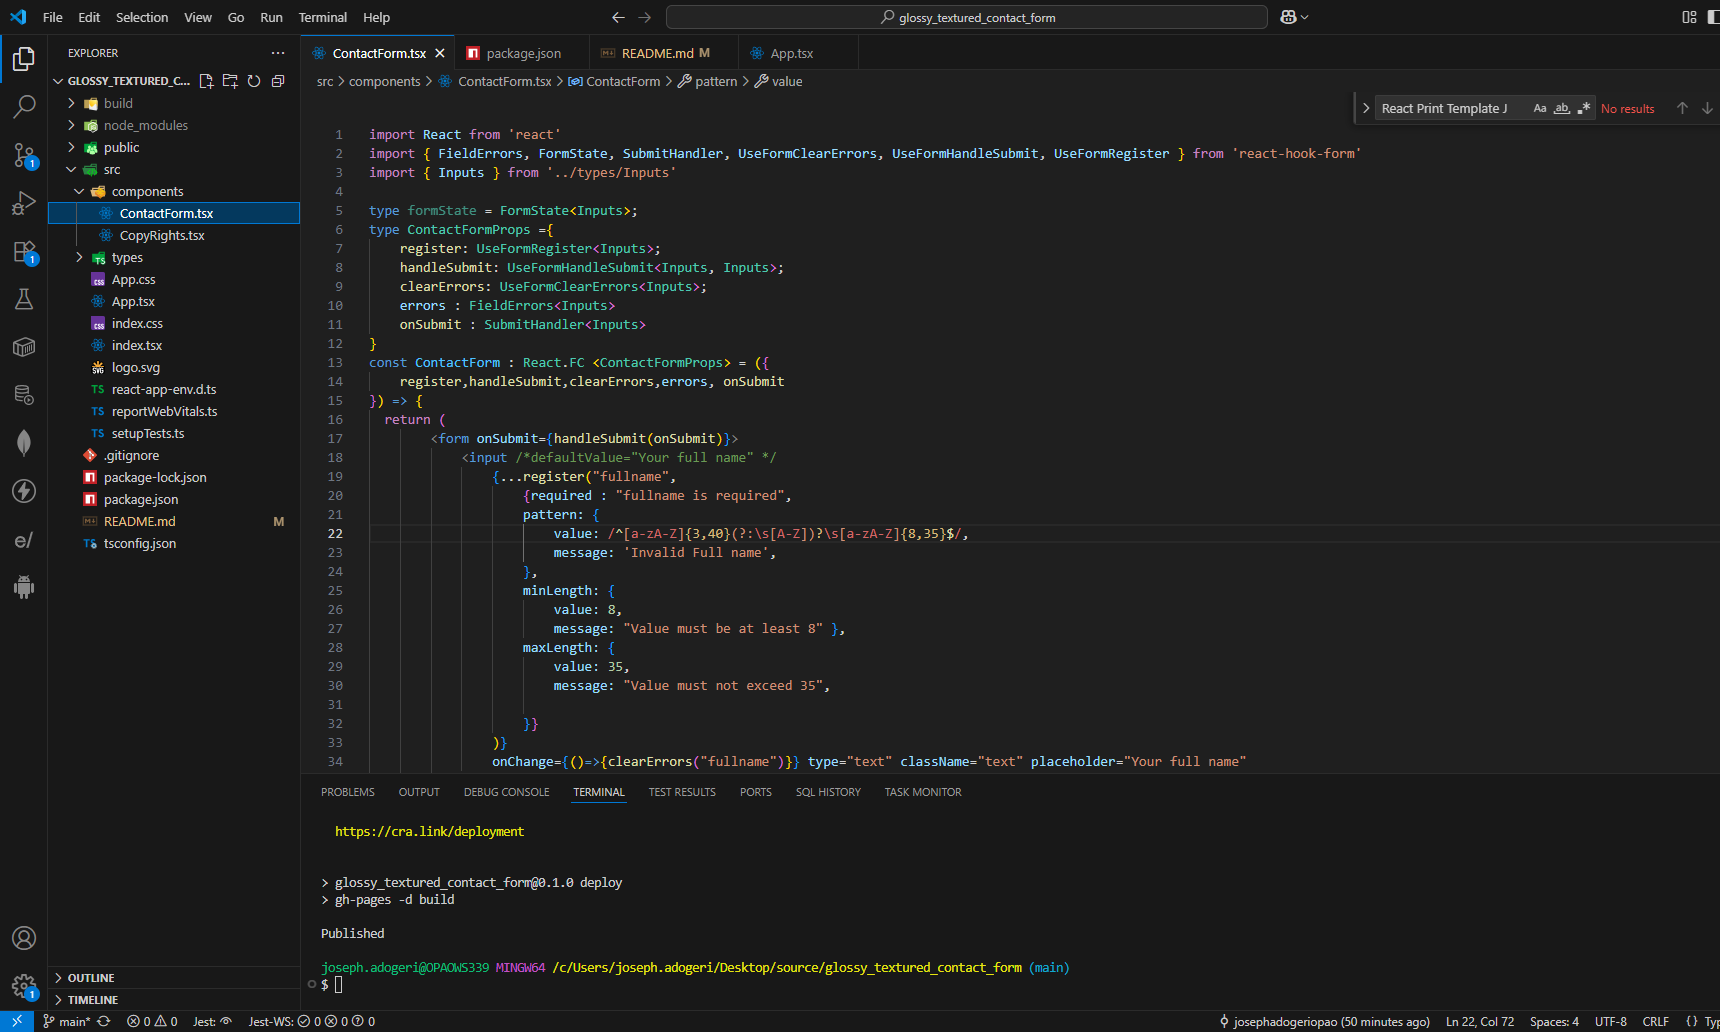 File Edit Selection View Go Run Terminal Help
glossy_textured_contact_form
EXPLORER
GLOSSY_TEXTURED_C...
build
node_modules
public
src
components
ContactForm.tsx
CopyRights.tsx
types
App.css
App.tsx
index.css
index.tsx
logo.svg
react-app-env.d.ts
reportWebVitals.ts
setupTests.ts
.gitignore
package-lock.json
package.json
README.md M
tsconfig.json
OUTLINE
TIMELINE
ContactForm.tsx package.json README.md M App.tsx
src > components > ContactForm.tsx > ContactForm > pattern > value
React Print Template J Aa ab .* No results
1 import React from 'react'
2 import { FieldErrors, FormState, SubmitHandler, UseFormClearErrors, UseFormHandleSubmit, UseFormRegister } from 'react-hook-form'
3 import { Inputs } from '../types/Inputs'
4
5 type formState = FormState<Inputs>;
6 type ContactFormProps ={
7 register: UseFormRegister<Inputs>;
8 handleSubmit: UseFormHandleSubmit<Inputs, Inputs>;
9 clearErrors: UseFormClearErrors<Inputs>;
10 errors : FieldErrors<Inputs>
11 onSubmit : SubmitHandler<Inputs>
12 }
13 const ContactForm : React.FC <ContactFormProps> = ({
14 register,handleSubmit,clearErrors,errors, onSubmit
15 }) => {
16 return (
17 <form onSubmit={handleSubmit(onSubmit)}>
18 <input /*defaultValue="Your full name" */
19 {...register("fullname",
20 {required : "fullname is required",
21 pattern: {
22 value: /^[a-zA-Z]{3,40}(?:\s[A-Z])?\s[a-zA-Z]{8,35}$/,
23 message: 'Invalid Full name',
24 },
25 minLength: {
26 value: 8,
27 message: "Value must be at least 8" },
28 maxLength: {
29 value: 35,
30 message: "Value must not exceed 35",
31
32 }}
33 )}
34 onChange={()=>{clearErrors("fullname")}} type="text" className="text" placeholder="Your full name"
PROBLEMS OUTPUT DEBUG CONSOLE TERMINAL TEST RESULTS PORTS SQL HISTORY TASK MONITOR
https://cra.link/deployment
> glossy_textured_contact_form@0.1.0 deploy
> gh-pages -d build
Published
joseph.adogeri@OPAOWS339 MINGW64 /c/Users/joseph.adogeri/Desktop/source/glossy_textured_contact_form (main)
$
main* 0 0 Jest: Jest-WS: 0 0 0 josephadogeriopao (50 minutes ago) Ln 22, Col 72 Spaces: 4 UTF-8 CRLF {} Typ